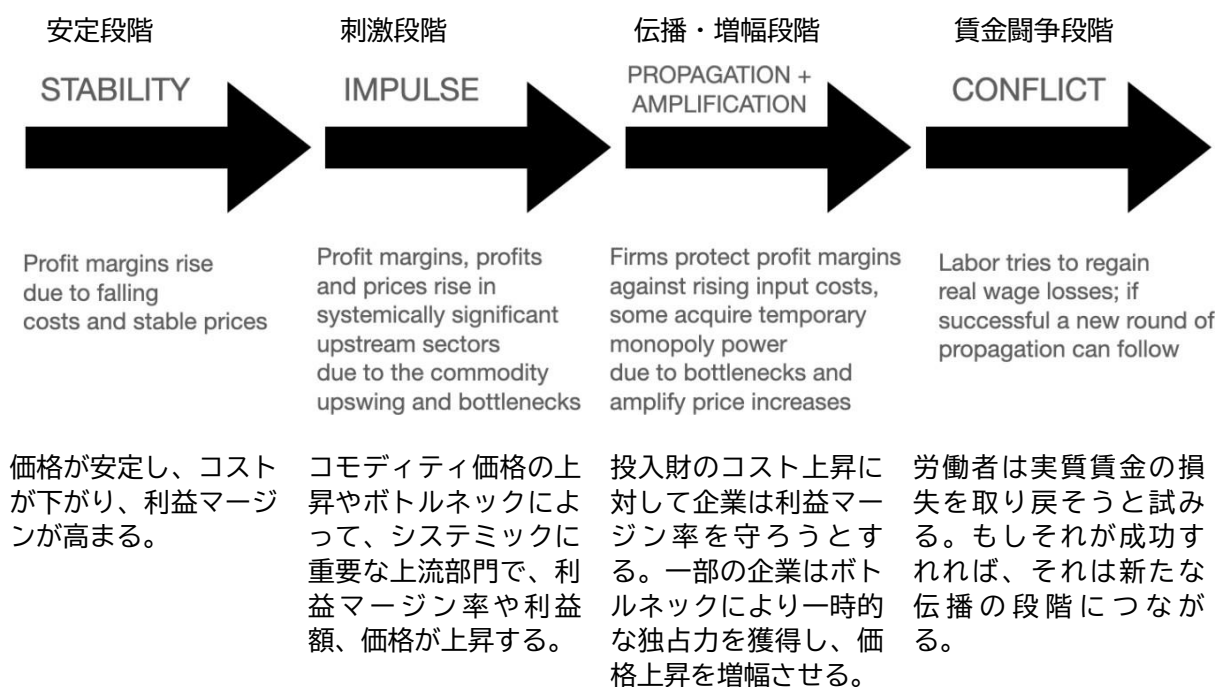 安定段階
刺激段階
伝播・増幅段階
賃金闘争段階
STABILITY
IMPULSE
PROPAGATION +
AMPLIFICATION
CONFLICT
Profit margins rise
due to falling
costs and stable prices
Profit margins, profits
and prices rise in
systemically significant
upstream sectors
due to the commodity
upswing and bottlenecks
Firms protect profit margins
against rising input costs,
some acquire temporary
monopoly power
due to bottlenecks and
amplify price increases
Labor tries to regain
real wage losses; if
successful a new round of
propagation can follow
価格が安定し、コスト
が下がり、利益マージ
ンが高まる。
コモディティ価格の上
昇やボトルネックによ
って、システミックに
重要な上流部門で、利
益マージン率や利益
額、価格が上昇する。
投入財のコスト上昇に
対して企業は利益マー
ジン率を守ろうとす
る。一部の企業はボト
ルネックにより一時的
な独占力を獲得し、価
格上昇を増幅させる。
労働者は実質賃金の損
失を取り戻そうと試み
る。もしそれが成功す
れれば、それは新たな
伝播の段階につなが
る。